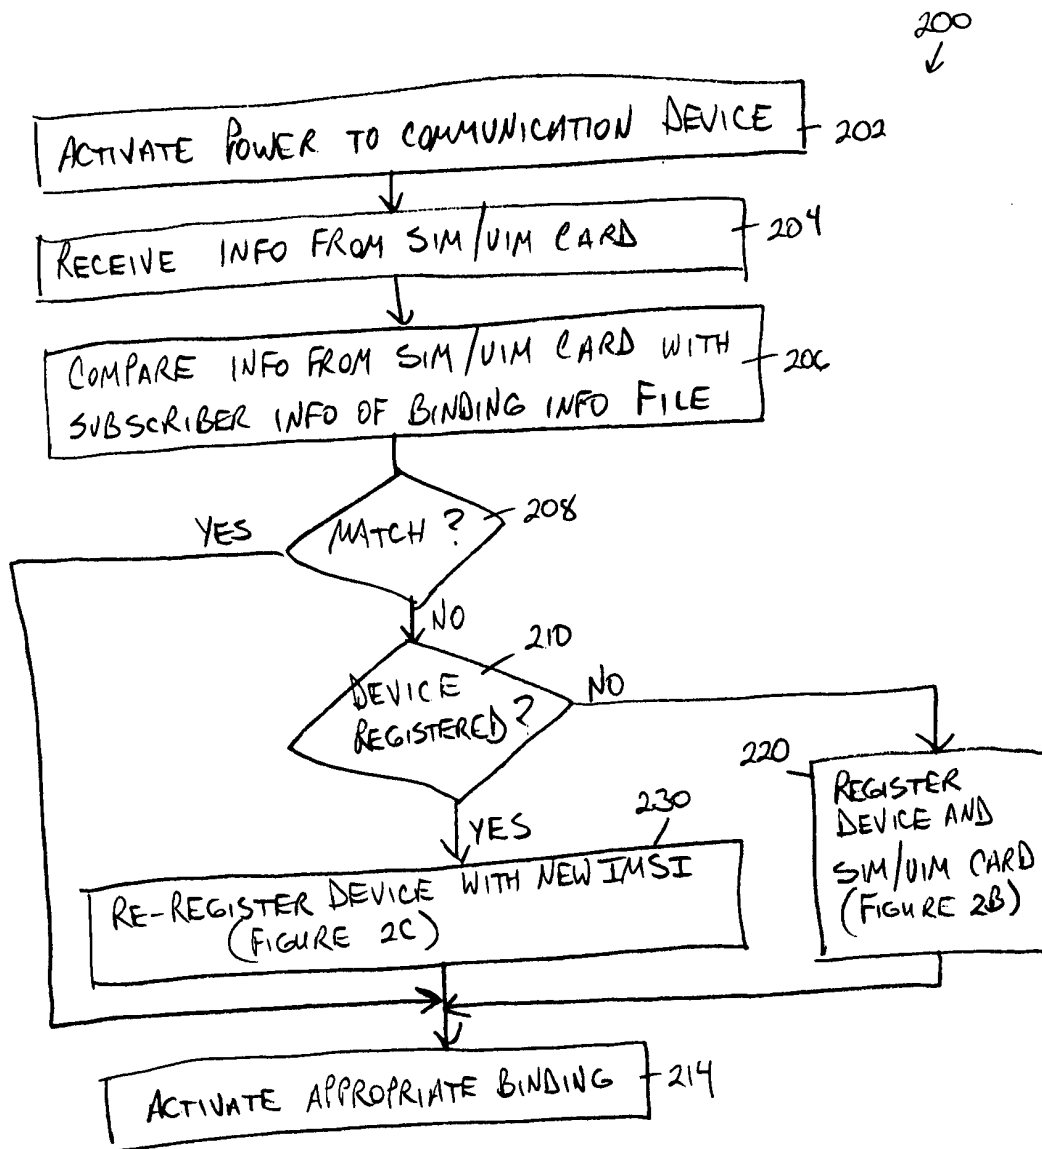 200
ACTIVATE POWER TO COMMUNICATION DEVICE
202
RECEIVE INFO FROM SIM/UIM CARD
204
COMPARE INFO FROM SIM/UIM CARD WITH
SUBSCRIBER INFO OF BINDING INFO FILE
206
MATCH?
208
YES
NO
DEVICE
REGISTERED?
210
NO
YES
220
REGISTER
DEVICE AND
SIM/UIM CARD
(FIGURE 2B)
230
RE-REGISTER DEVICE WITH NEW IMSI
(FIGURE 2C)
ACTIVATE APPROPRIATE BINDING
214